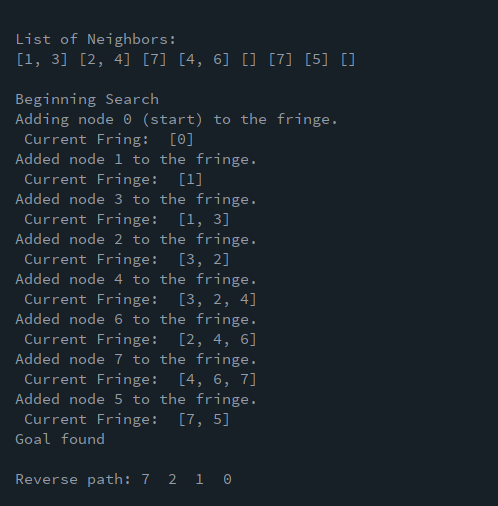 List of Neighbors:
[1, 3] [2, 4] [7] [4, 6] [] [7] [5] []
Beginning Search
Adding node 0 (start) to the fringe.
Current Fring:  [0]
Added node 1 to the fringe.
Current Fringe:  [1]
Added node 3 to the fringe.
Current Fringe:  [1, 3]
Added node 2 to the fringe.
Current Fringe:  [3, 2]
Added node 4 to the fringe.
Current Fringe:  [3, 2, 4]
Added node 6 to the fringe.
Current Fringe:  [2, 4, 6]
Added node 7 to the fringe.
Current Fringe:  [4, 6, 7]
Added node 5 to the fringe.
Current Fringe:  [7, 5]
Goal found
Reverse path: 7  2  1  0